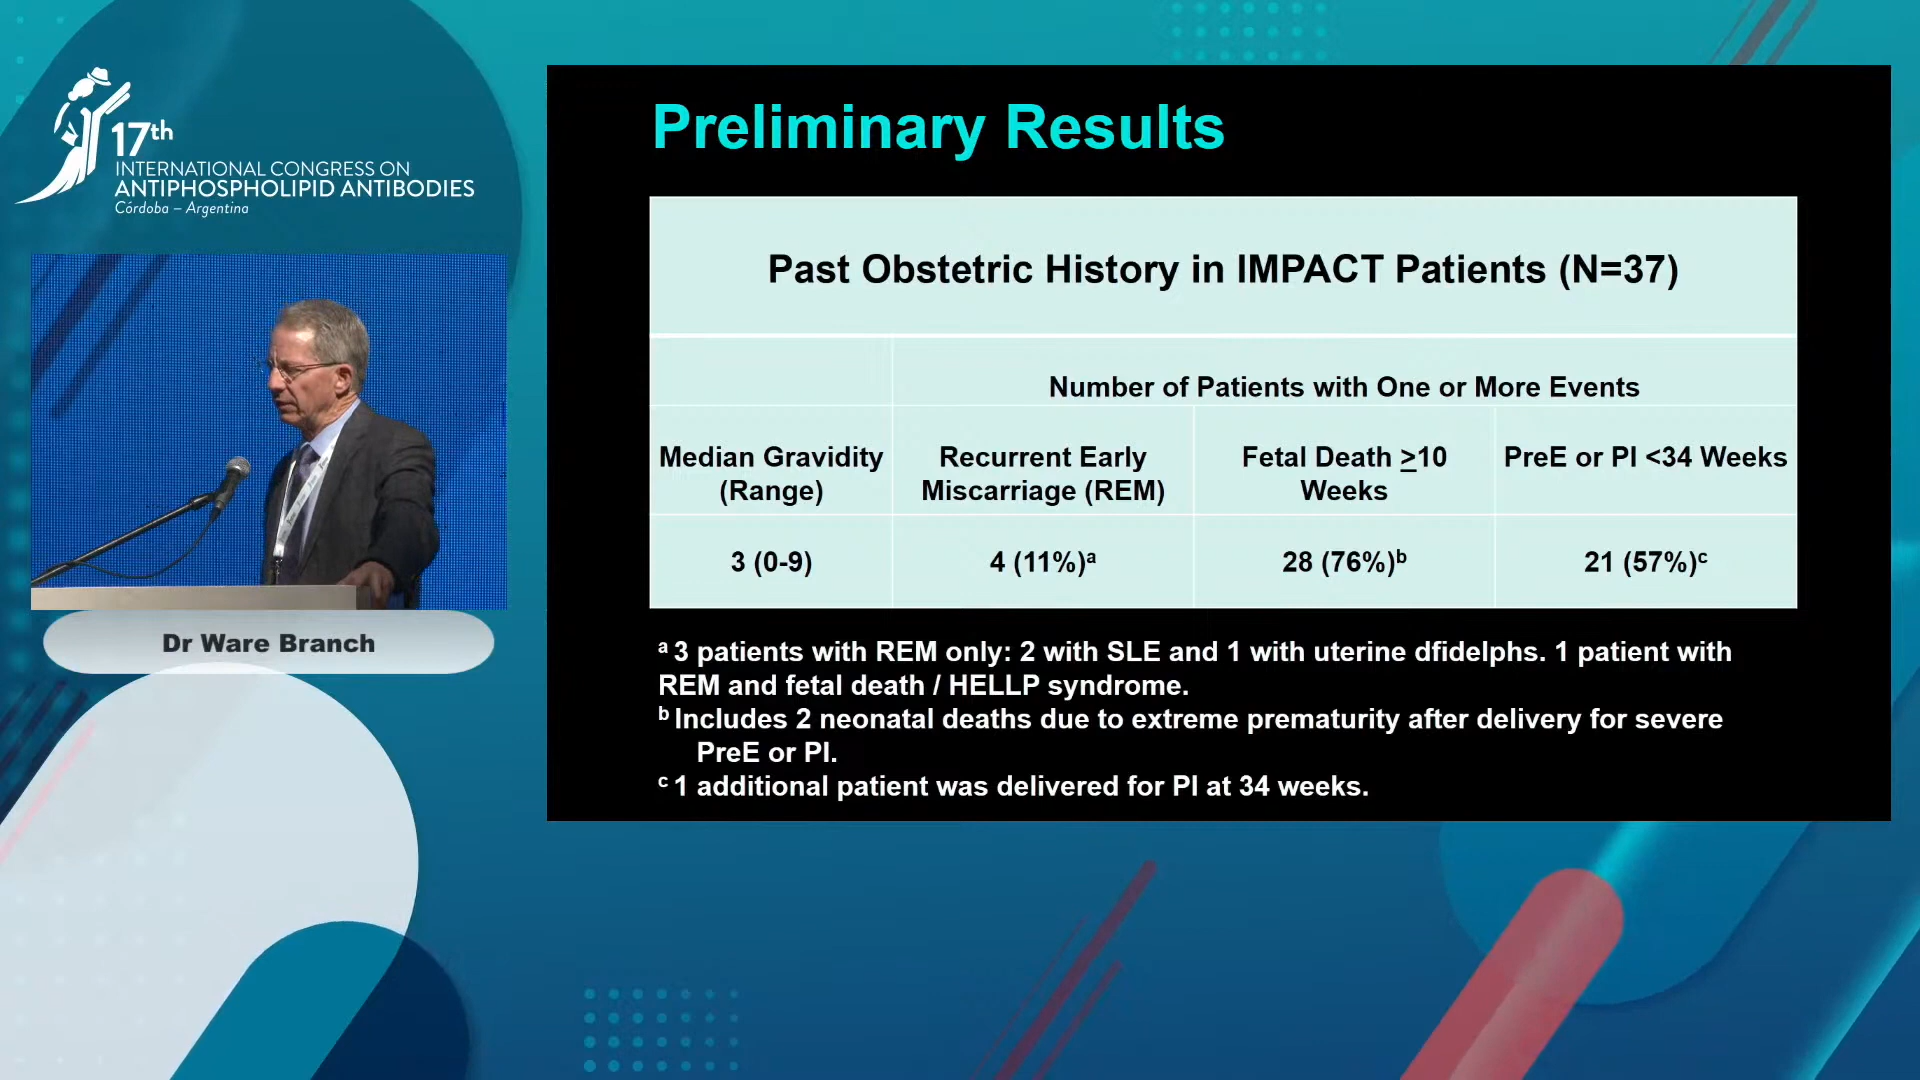 17th
INTERNATIONAL CONGRESS ON
ANTIPHOSPHOLIPID ANTIBODIES
Córdoba – Argentina
Dr Ware Branch
Preliminary Results
Past Obstetric History in IMPACT Patients (N=37)
Number of Patients with One or More Events
Median Gravidity
(Range)
Recurrent Early
Miscarriage (REM)
Fetal Death >10
Weeks
PreE or PI <34 Weeks
3 (0-9)
4 (11%)a
28 (76%)b
21 (57%)c
a 3 patients with REM only: 2 with SLE and 1 with uterine dfidelphs. 1 patient with
REM and fetal death / HELLP syndrome.
b Includes 2 neonatal deaths due to extreme prematurity after delivery for severe
PreE or PI.
c 1 additional patient was delivered for PI at 34 weeks.